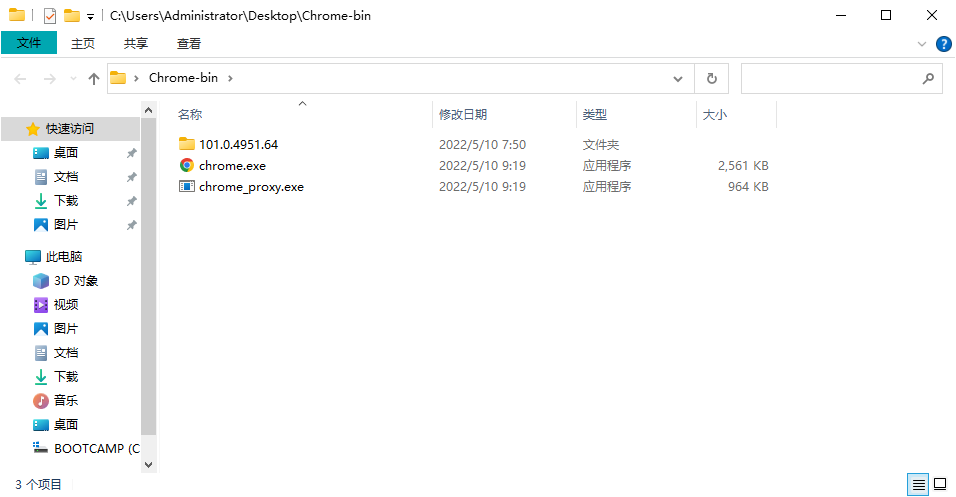 C:\Users\Administrator\Desktop\Chrome-bin
文件 主页 共享 查看
Chrome-bin
名称 修改日期 类型 大小
101.0.4951.64 2022/5/10 7:50 文件夹
chrome.exe 2022/5/10 9:19 应用程序 2,561 KB
chrome_proxy.exe 2022/5/10 9:19 应用程序 964 KB
快速访问
桌面
文档
下载
图片
此电脑
3D 对象
视频
图片
文档
下载
音乐
桌面
BOOTCAMP (C
3 个项目